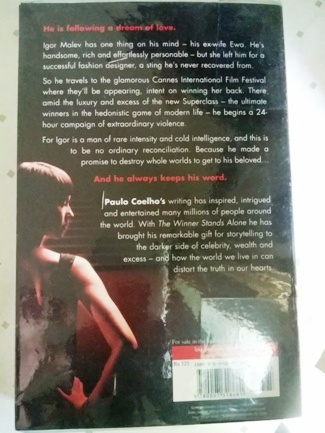 He is following a dream of love.
Igor Malev has one thing on his mind – his ex-wife Ewa. He's
handsome, rich and effortlessly personable – but she left him for a
successful fashion designer, a sting he's never recovered from.
So he travels to the glamorous Cannes International Film Festival
where they'll be appearing, intent on winning her back. There,
amid the luxury and excess of the new Superclass – the ultimate
winners in the hedonistic game of modern life – he begins a 24-
hour campaign of extraordinary violence.
For Igor is a man of rare intensity and cold intelligence, and this is
to be no ordinary reconciliation. Because he made a
promise to destroy whole worlds to get to his beloved...
And he always keeps his word.
Paulo Coelho's writing has inspired, intrigued
and entertained many millions of people around
the world. With The Winner Stands Alone he has
brought his remarkable gift for storytelling to
the darker side of celebrity, wealth and
excess – and how the world we live in can
distort the truth in our hearts.
For sale in the